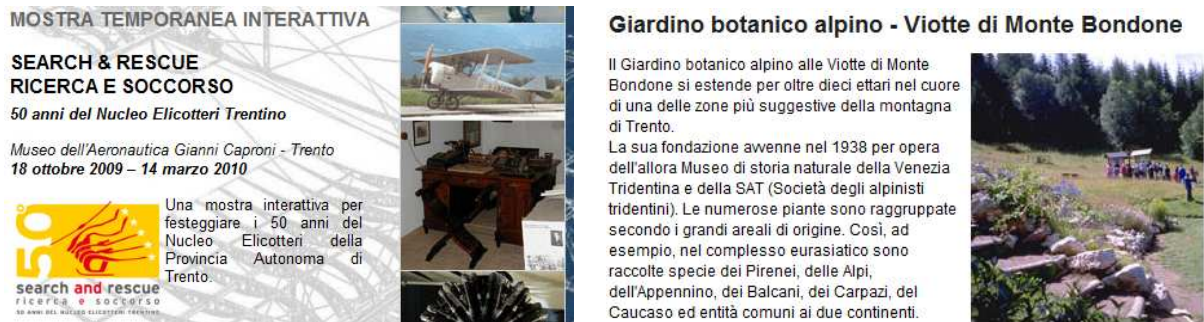 MOSTRA TEMPORANEA INTERATTIVA
SEARCH & RESCUE
RICERCA E SOCCORSO
50 anni del Nucleo Elicotteri Trentino
Museo dell'Aeronautica Gianni Caproni - Trento
18 ottobre 2009 – 14 marzo 2010
50°
Una mostra interattiva per
festeggiare i 50 anni del
Nucleo Elicotteri della
Provincia Autonoma di
Trento.
search and rescue
ricerca e soccorso
50 ANNI DEL NUCLEO ELICOTTERI TRENTINO
Giardino botanico alpino - Viotte di Monte Bondone
Il Giardino botanico alpino alle Viotte di Monte
Bondone si estende per oltre dieci ettari nel cuore
di una delle zone più suggestive della montagna
di Trento.
La sua fondazione avvenne nel 1938 per opera
dell'allora Museo di storia naturale della Venezia
Tridentina e della SAT (Società degli alpinisti
tridentini). Le numerose piante sono raggruppate
secondo i grandi areali di origine. Così, ad
esempio, nel complesso eurasiatico sono
raccolte specie dei Pirenei, delle Alpi,
dell'Appennino, dei Balcani, dei Carpazi, del
Caucaso ed entità comuni ai due continenti.